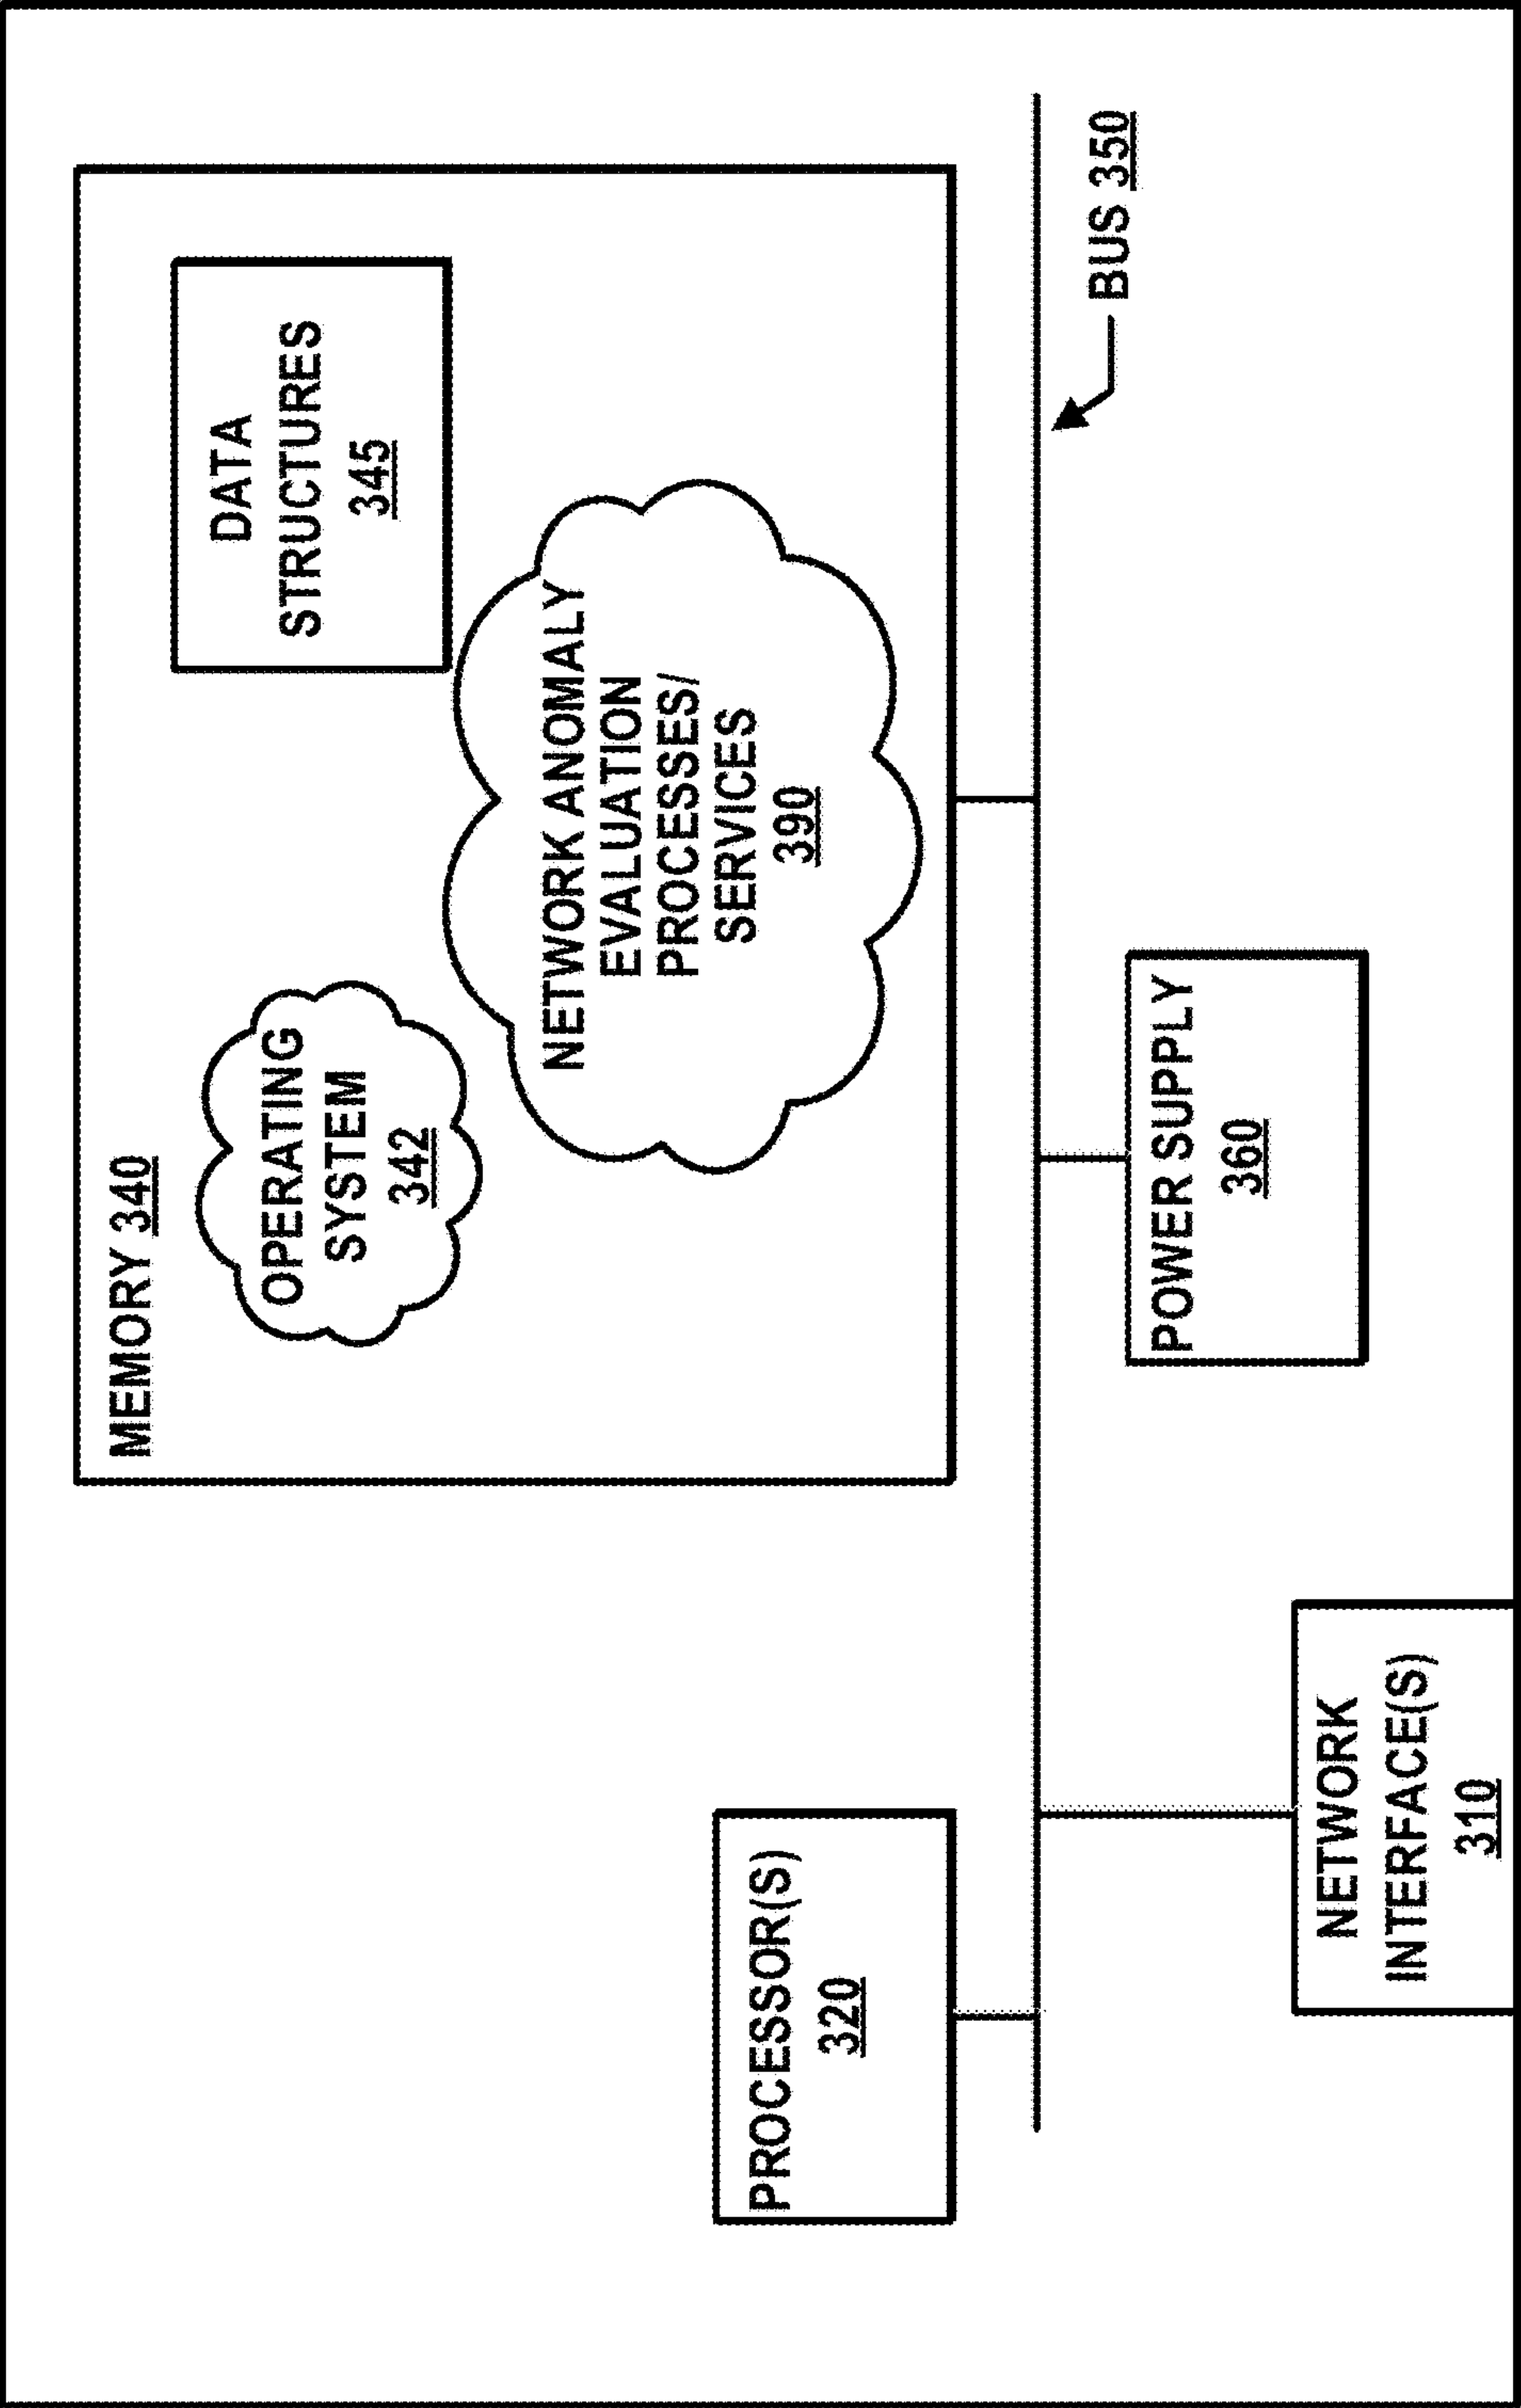 MEMORY 340
OPERATING
SYSTEM
342
DATA
STRUCTURES
345
NETWORK ANOMALY
EVALUATION
PROCESSES/
SERVICES
390
PROCESSOR(S)
320
BUS 350
POWER SUPPLY
360
NETWORK
INTERFACE(S)
310